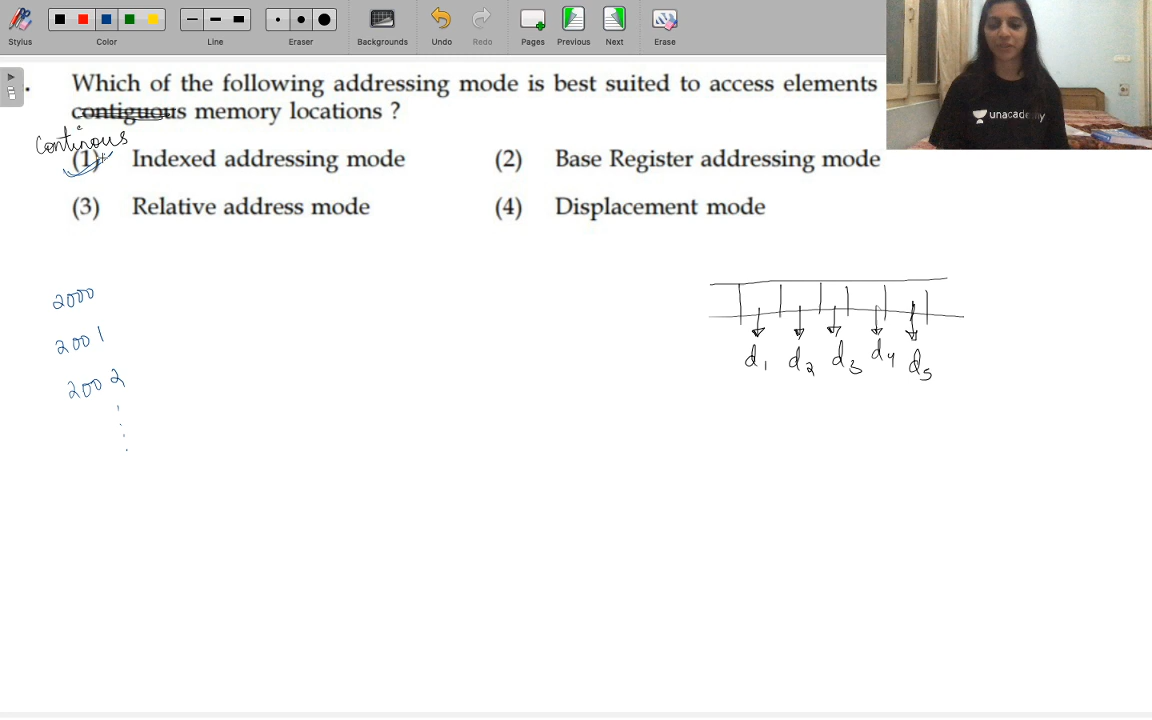 Stylus
Color
Line
Eraser
Backgrounds
Undo
Redo
Pages
Previous
Next
Erase
unacademy
. Which of the following addressing mode is best suited to access elements
contiguous memory locations ?
Continous
(1) Indexed addressing mode (2) Base Register addressing mode
(3) Relative address mode (4) Displacement mode
2000
2001
2002
d1 d2 d3 d4 d5